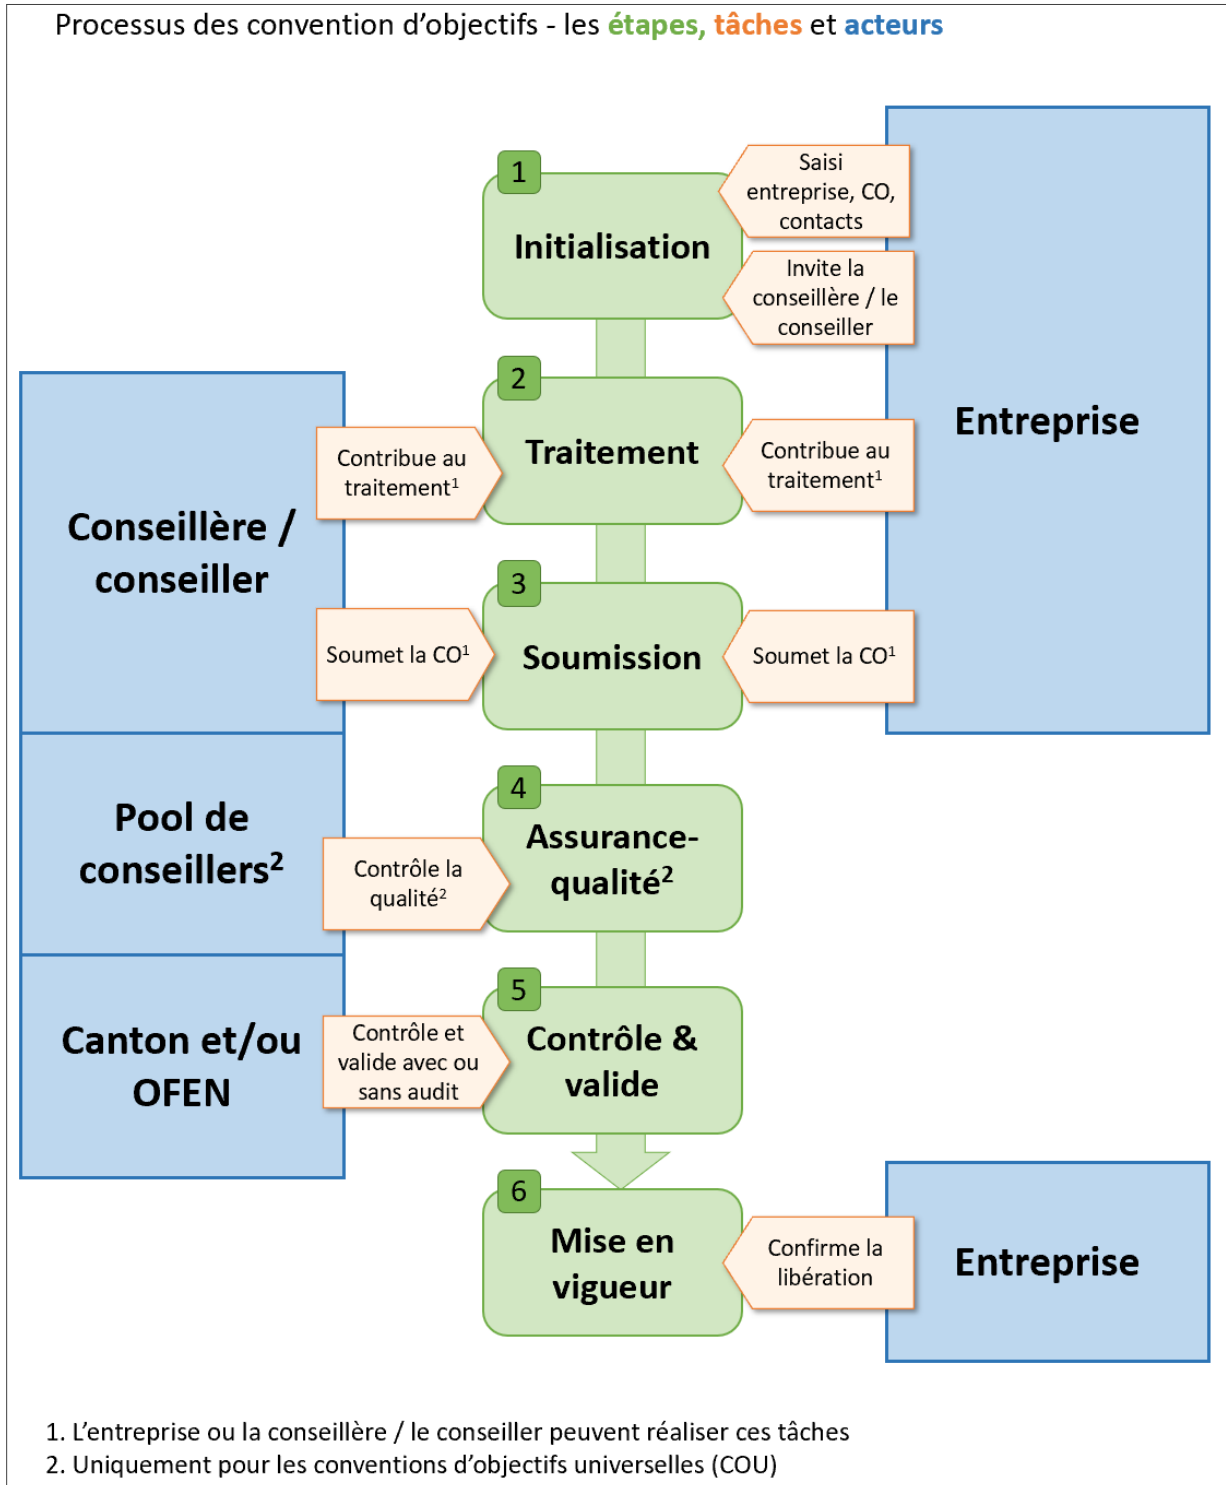 Processus des convention d'objectifs - les étapes, tâches et acteurs
1
Initialisation
Saisi
entreprise, CO,
contacts
Invite la
conseillère / le
conseiller
Entreprise
2
Traitement
Contribue au
traitement¹
Contribue au
traitement¹
Conseillère /
conseiller
3
Soumission
Soumet la CO¹
Soumet la CO¹
4
Assurance-
qualité²
Pool de
conseillers²
Contrôle la
qualité²
5
Contrôle &
valide
Canton et/ou
OFEN
Contrôle et
valide avec ou
sans audit
6
Mise en
vigueur
Confirme la
libération
Entreprise
1. L'entreprise ou la conseillère / le conseiller peuvent réaliser ces tâches
2. Uniquement pour les conventions d'objectifs universelles (COU)